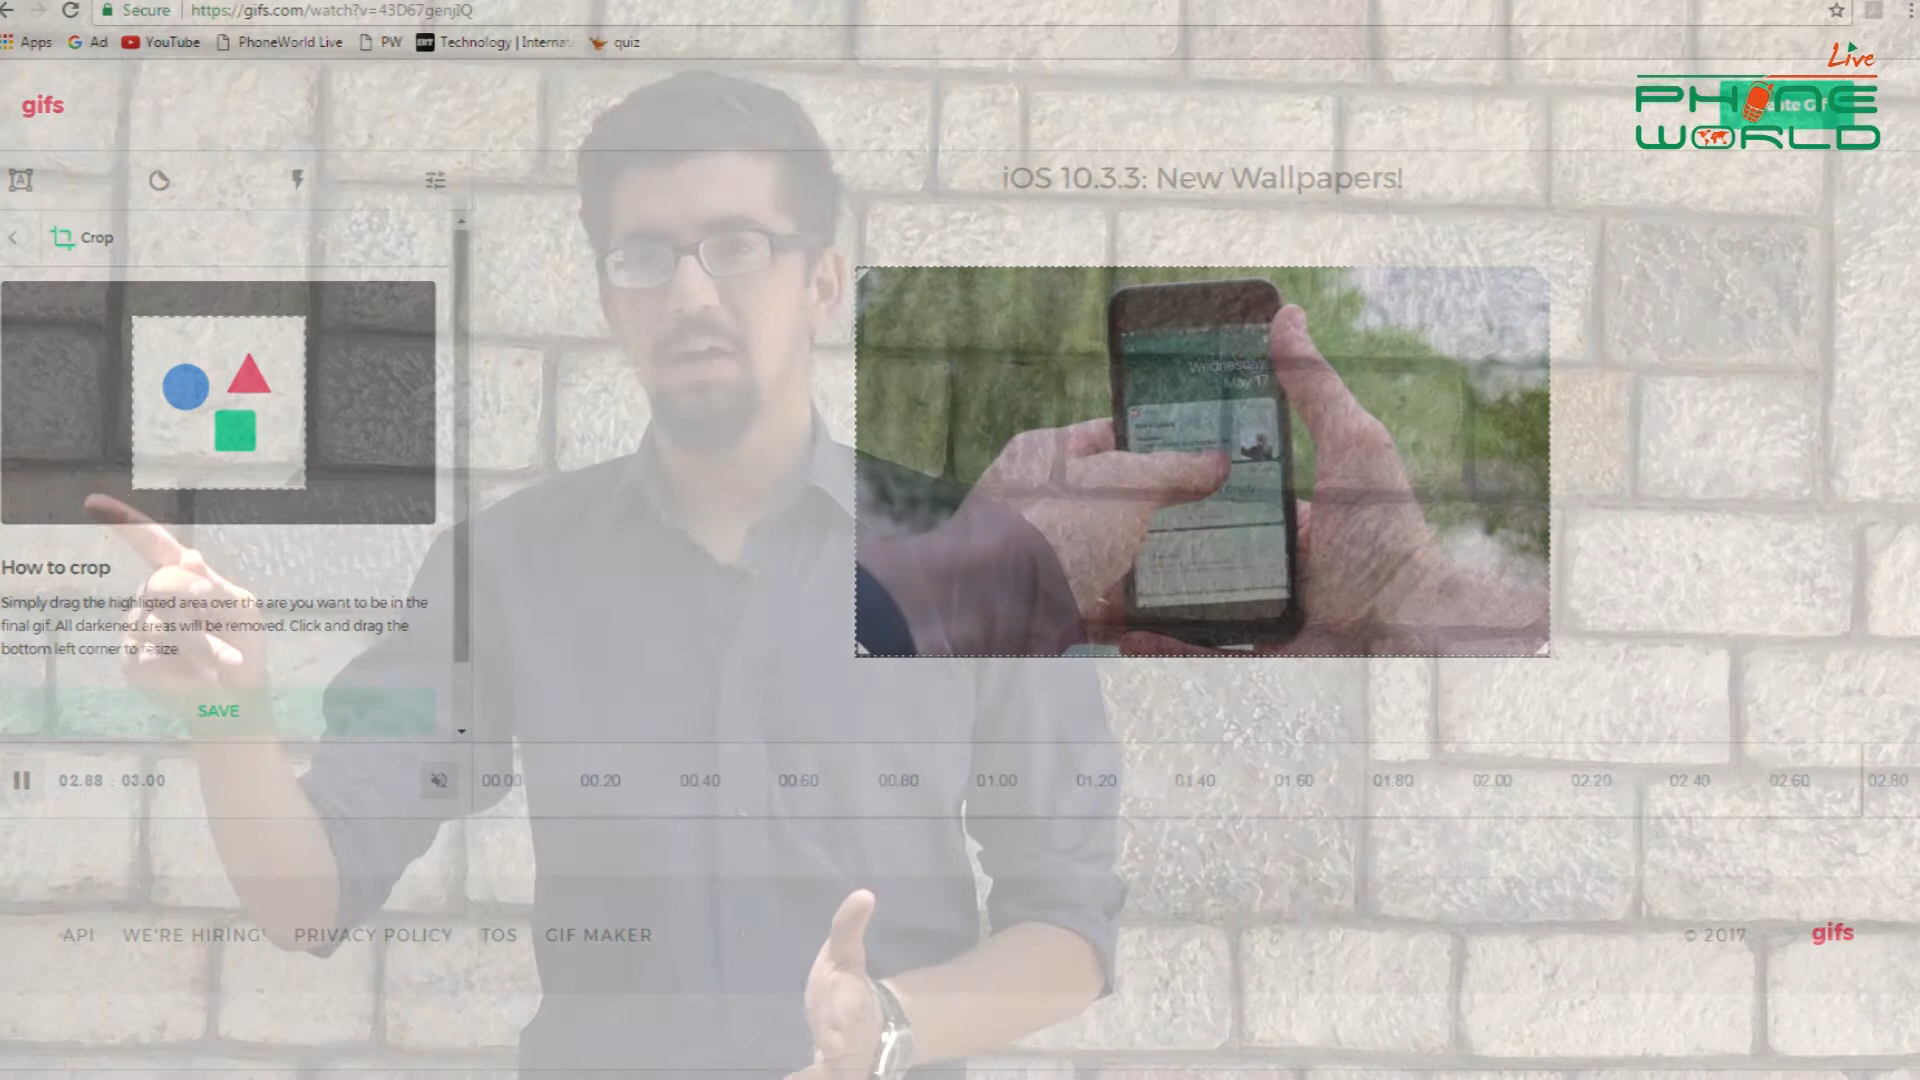 Secure https://gifs.com/watch?v=43D67genjIQ
Apps Ad YouTube PhoneWorld Live PW Technology | Internat quiz
Live
PHONE
WORLD
gifs
iOS 10.3.3: New Wallpapers!
Crop
Wednesday,
May 17
How to crop
Simply drag the highligted area over the are you want to be in the
final gif. All darkened areas will be removed. Click and drag the
bottom left corner to resize.
SAVE
02.88 : 03.00 00.00 00.20 00.40 00.60 00.80 01.00 01.20 01.40 01.60 01.80 02.00 02.20 02.40 02.60 02.80
API WE'RE HIRING! PRIVACY POLICY TOS GIF MAKER © 2017 gifs